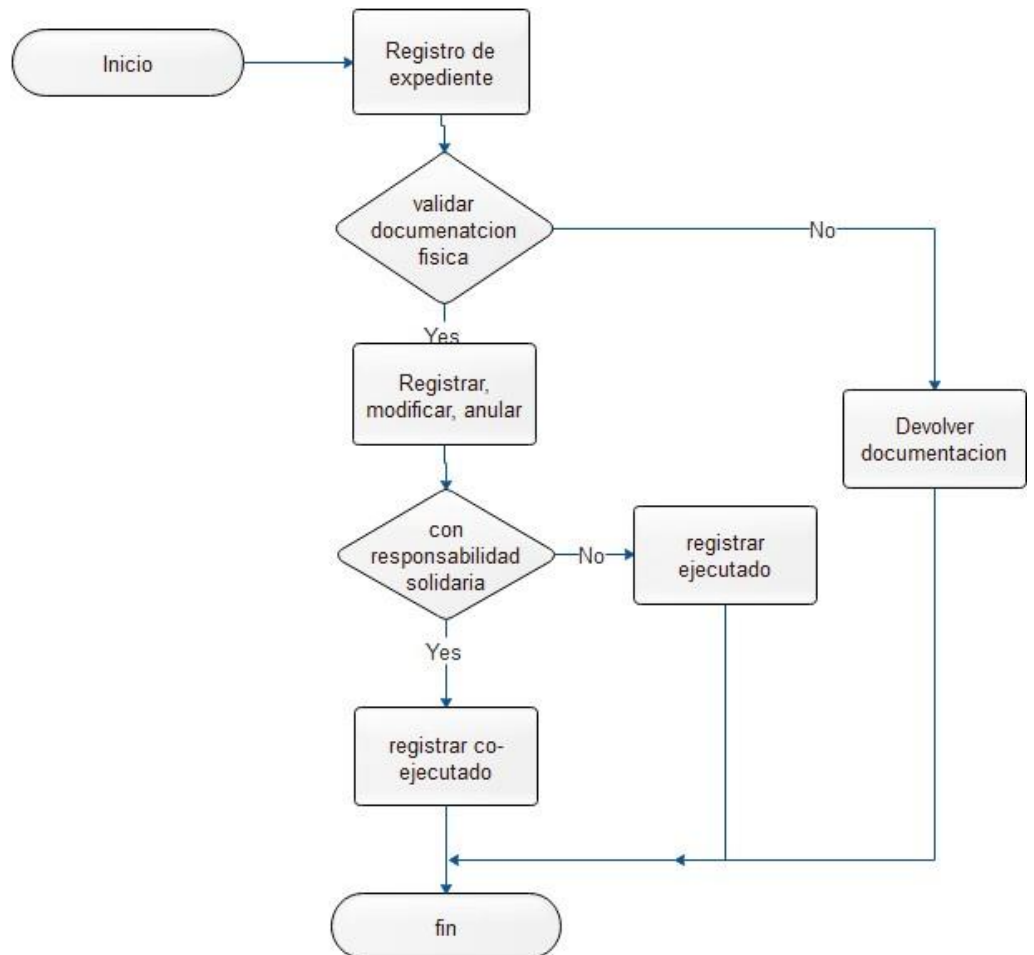 Inicio
Registro de
expediente
validar
documenatcion
fisica
No
Yes
Registrar,
modificar, anular
Devolver
documentacion
con
responsabilidad
solidaria
No
registrar
ejecutado
Yes
registrar co-
ejecutado
fin